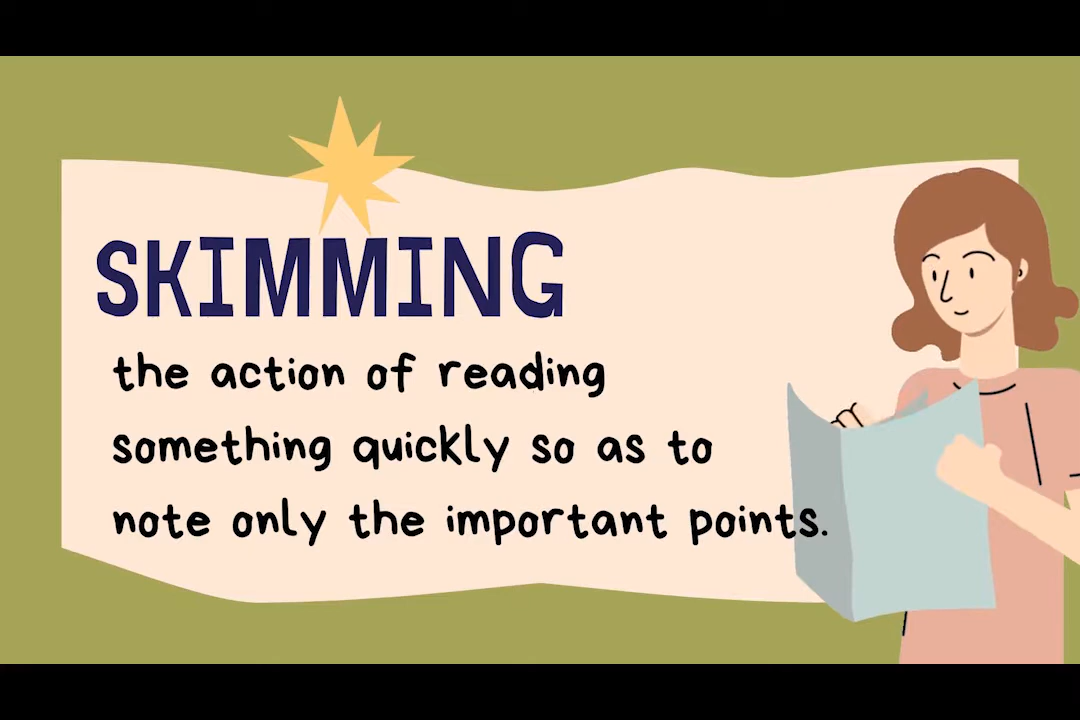 SKIMMING
the action of reading
something quickly so as to
note only the important points.